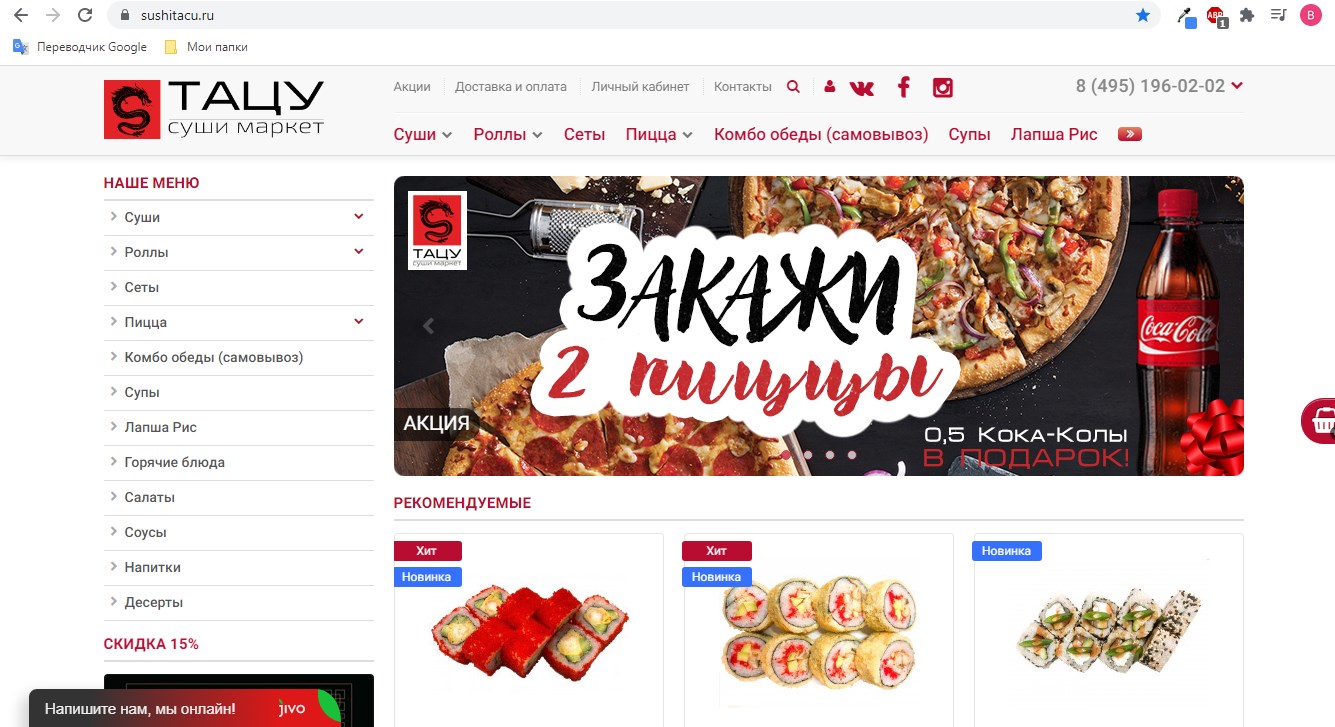 sushitacu.ru
ABP
1
B
Переводчик Google
Мои папки
ТАЦУ
суши маркет
Акции
Доставка и оплата
Личный кабинет
Контакты
8 (495) 196-02-02
Суши
Роллы
Сеты
Пицца
Комбо обеды (самовывоз)
Супы
Лапша Рис
НАШЕ МЕНЮ
Суши
Роллы
Сеты
Пицца
Комбо обеды (самовывоз)
Супы
Лапша Рис
Горячие блюда
Салаты
Соусы
Напитки
Десерты
СКИДКА 15%
ТАЦУ
суши маркет
ЗАКАЖИ
2 пиццы
Coca-Cola
АКЦИЯ
0,5 Кока-Колы
В ПОДАРОК!
РЕКОМЕНДУЕМЫЕ
Хит
Новинка
Хит
Новинка
Новинка
Напишите нам, мы онлайн!
jivo